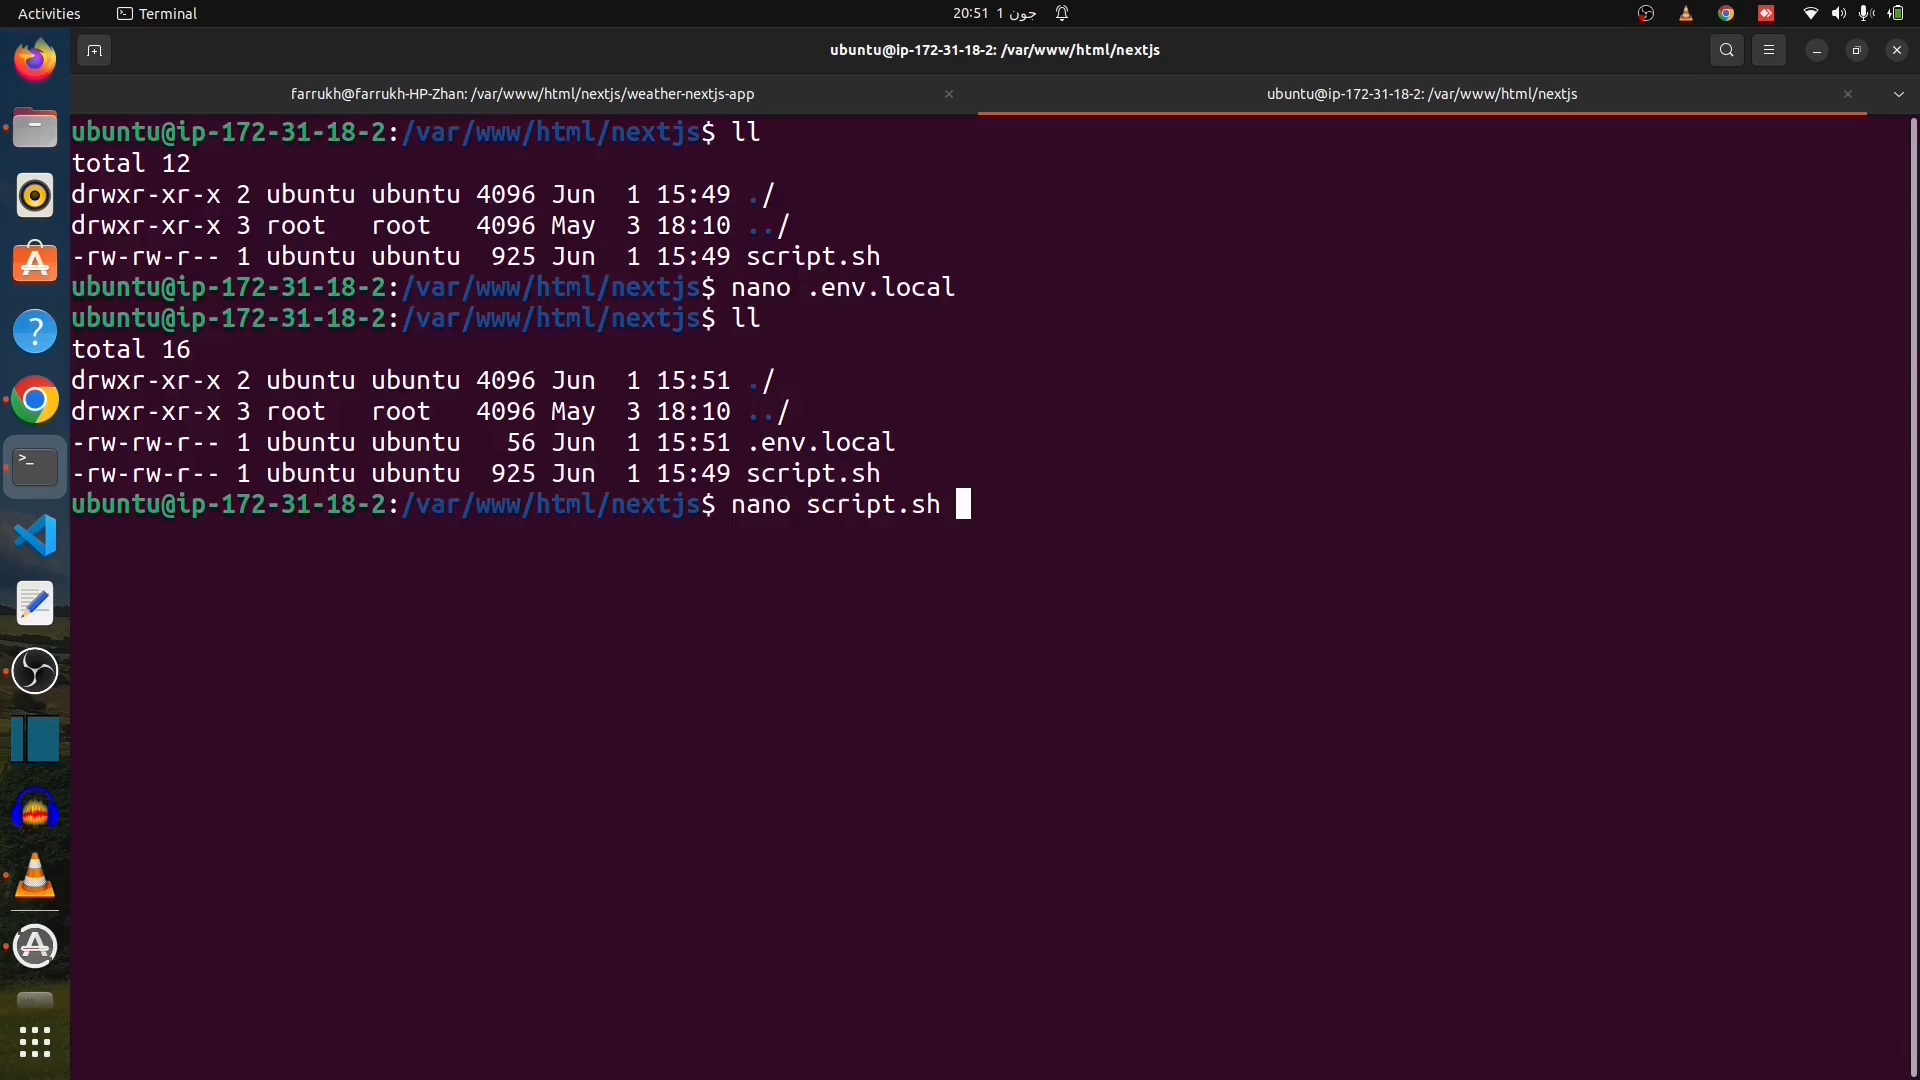 Activities
Terminal
20:51 1 جون
ubuntu@ip-172-31-18-2: /var/www/html/nextjs
farrukh@farrukh-HP-Zhan: /var/www/html/nextjs/weather-nextjs-app
ubuntu@ip-172-31-18-2: /var/www/html/nextjs
ubuntu@ip-172-31-18-2:/var/www/html/nextjs$ ll
total 12
drwxr-xr-x 2 ubuntu ubuntu 4096 Jun  1 15:49 ./
drwxr-xr-x 3 root   root   4096 May  3 18:10 ../
-rw-rw-r-- 1 ubuntu ubuntu  925 Jun  1 15:49 script.sh
ubuntu@ip-172-31-18-2:/var/www/html/nextjs$ nano .env.local
ubuntu@ip-172-31-18-2:/var/www/html/nextjs$ ll
total 16
drwxr-xr-x 2 ubuntu ubuntu 4096 Jun  1 15:51 ./
drwxr-xr-x 3 root   root   4096 May  3 18:10 ../
-rw-rw-r-- 1 ubuntu ubuntu   56 Jun  1 15:51 .env.local
-rw-rw-r-- 1 ubuntu ubuntu  925 Jun  1 15:49 script.sh
ubuntu@ip-172-31-18-2:/var/www/html/nextjs$ nano script.sh